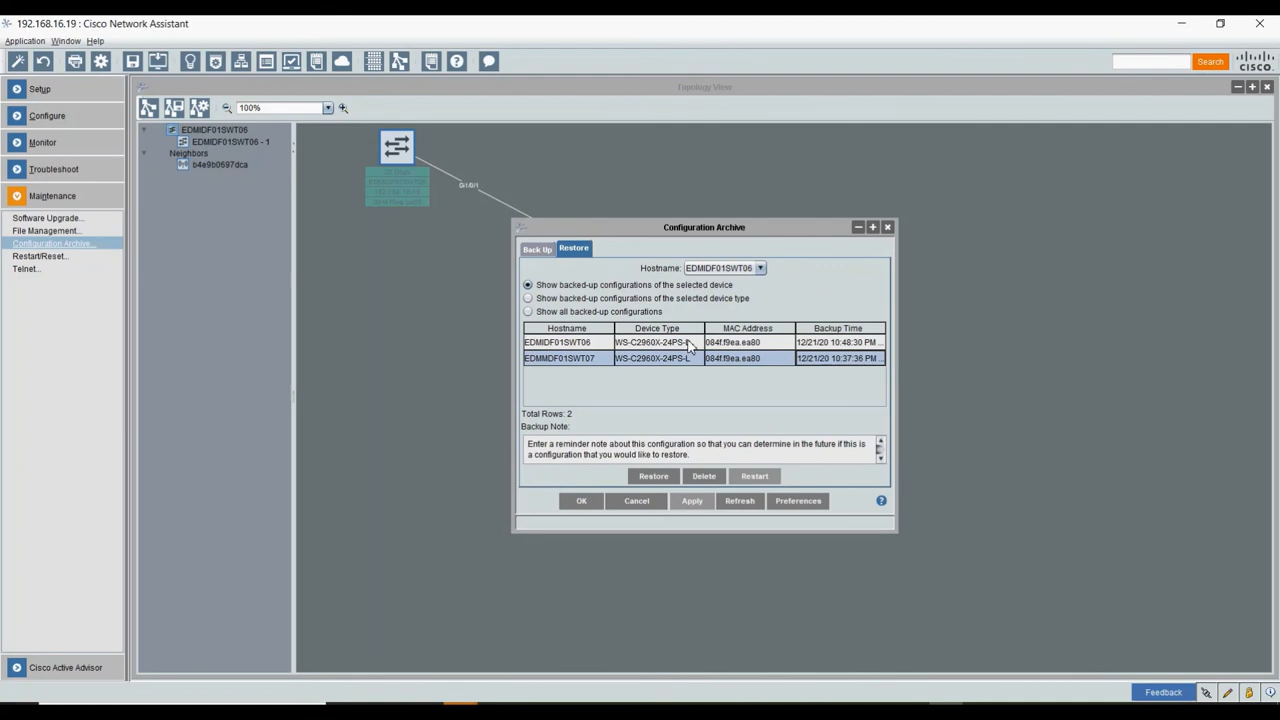 192.168.16.19 : Cisco Network Assistant
Application Window Help
Search
CISCO
Setup
Configure
Monitor
Troubleshoot
Maintenance
Software Upgrade...
File Management...
Configuration Archive...
Restart/Reset...
Telnet...
Cisco Active Advisor
Topology View
100%
EDMIDF01SWT06
EDMIDF01SWT06 - 1
Neighbors
b4e9b0697dca
Gi1/0/1
Configuration Archive
Back Up Restore
Hostname: EDMIDF01SWT06
Show backed-up configurations of the selected device
Show backed-up configurations of the selected device type
Show all backed-up configurations
Hostname Device Type MAC Address Backup Time
EDMIDF01SWT06 WS-C2960X-24PS-L 084f.f9ea.ea80 12/21/20 10:48:30 PM ...
EDMMDF01SWT07 WS-C2960X-24PS-L 084f.f9ea.ea80 12/21/20 10:37:36 PM ...
Total Rows: 2
Backup Note:
Enter a reminder note about this configuration so that you can determine in the future if this is
a configuration that you would like to restore.
Restore Delete Restart
OK Cancel Apply Refresh Preferences
Feedback